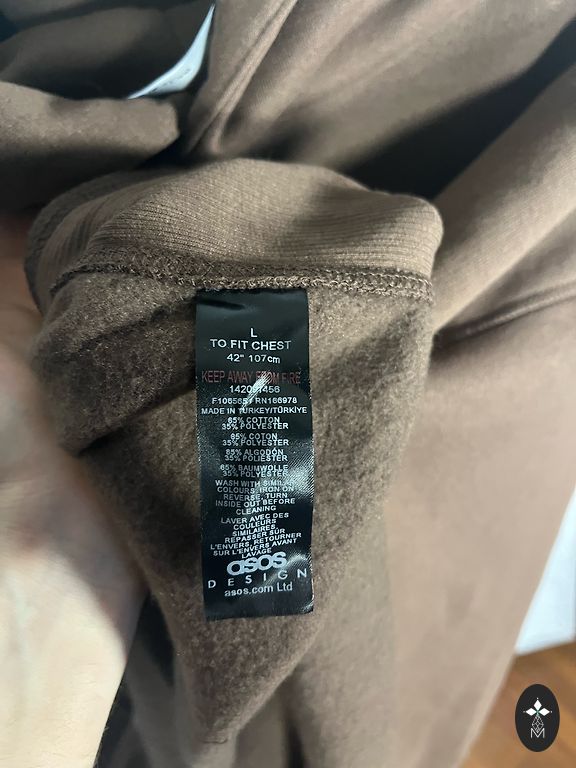 L
TO FIT CHEST
42" 107cm
KEEP AWAY FROM FIRE
MADE IN TURKEY/TÜRKİYE
65% COTTON
35% POLYESTER
65% COTON
35% POLYESTER
65% ALGODÓN
35% POLIESTER
65% BAUMWOLLE
35% POLYESTER
WASH WITH SIMILAR
COLOURS, IRON ON
REVERSE, TURN
INSIDE OUT BEFORE
CLEANING
LAVER AVEC DES
COULEURS
SIMILAIRES,
REPASSER SUR
L'ENVERS, RETOURNER
SUR L'ENVERS AVANT
LAVAGE
asos
DESIGN
asos.com Ltd
M